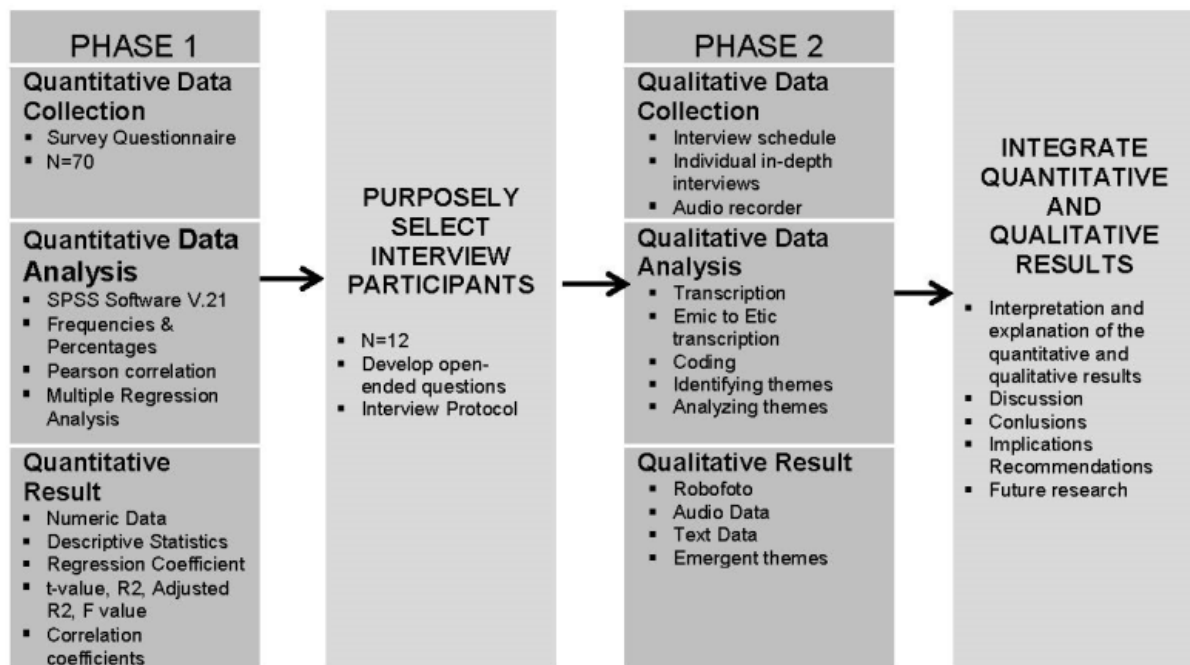 PHASE 1
Quantitative Data
Collection
▪ Survey Questionnaire
▪ N=70
Quantitative Data
Analysis
▪ SPSS Software V.21
▪ Frequencies &
Percentages
▪ Pearson correlation
▪ Multiple Regression
Analysis
Quantitative
Result
▪ Numeric Data
▪ Descriptive Statistics
▪ Regression Coefficient
▪ t-value, R2, Adjusted
R2, F value
▪ Correlation
coefficients
PURPOSELY
SELECT
INTERVIEW
PARTICIPANTS
▪ N=12
▪ Develop open-
ended questions
▪ Interview Protocol
PHASE 2
Qualitative Data
Collection
▪ Interview schedule
▪ Individual in-depth
interviews
▪ Audio recorder
Qualitative Data
Analysis
▪ Transcription
▪ Emic to Etic
transcription
▪ Coding
▪ Identifying themes
▪ Analyzing themes
Qualitative Result
▪ Robofoto
▪ Audio Data
▪ Text Data
▪ Emergent themes
INTEGRATE
QUANTITATIVE
AND
QUALITATIVE
RESULTS
▪ Interpretation and
explanation of the
quantitative and
qualitative results
▪ Discussion
▪ Conlusions
▪ Implications
Recommendations
▪ Future research